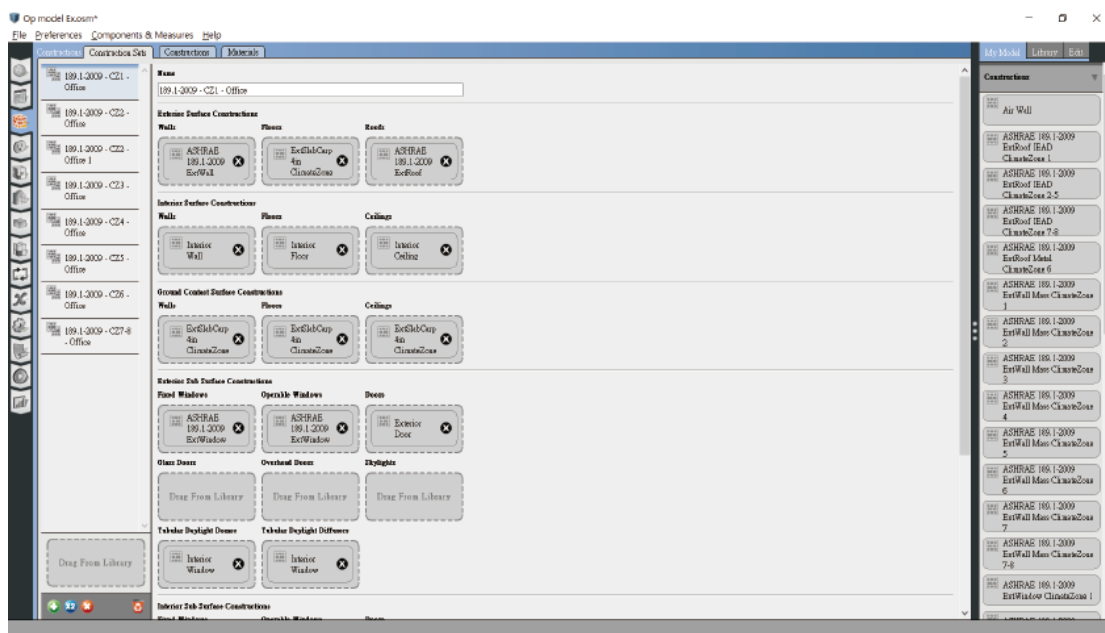 Op model Ex.osm*
File Preferences Components & Measures Help
Constructions Construction Sets Constructions Materials
My Model Library Edit
189.1-2009 - CZ1 -
Office
189.1-2009 - CZ2 -
Office
189.1-2009 - CZ2 -
Office 1
189.1-2009 - CZ3 -
Office
189.1-2009 - CZ4 -
Office
189.1-2009 - CZ5 -
Office
189.1-2009 - CZ6 -
Office
189.1-2009 - CZ7-8
- Office
Drag From Library
x2
Name
189.1-2009 - CZ1 - Office
Exterior Surface Constructions
Walls Floors Roofs
ASHRAE
189.1-2009
ExtWall
ExtSlabCarp
4in
ClimateZone
ASHRAE
189.1-2009
ExtRoof
Interior Surface Constructions
Walls Floors Ceilings
Interior
Wall
Interior
Floor
Interior
Ceiling
Ground Contact Surface Constructions
Walls Floors Ceilings
ExtSlabCarp
4in
ClimateZone
ExtSlabCarp
4in
ClimateZone
ExtSlabCarp
4in
ClimateZone
Exterior Sub Surface Constructions
Fixed Windows Operable Windows Doors
ASHRAE
189.1-2009
ExtWindow
ASHRAE
189.1-2009
ExtWindow
Exterior
Door
Glass Doors Overhead Doors Skylights
Drag From Library Drag From Library Drag From Library
Tubular Daylight Domes Tubular Daylight Diffusers
Interior
Window
Interior
Window
Interior Sub Surface Constructions
Fixed Windows Operable Windows Doors
Constructions
Air Wall
ASHRAE 189.1-2009
ExtRoof IEAD
ClimateZone 1
ASHRAE 189.1-2009
ExtRoof IEAD
ClimateZone 2-5
ASHRAE 189.1-2009
ExtRoof IEAD
ClimateZone 7-8
ASHRAE 189.1-2009
ExtRoof Metal
ClimateZone 6
ASHRAE 189.1-2009
ExtWall Mass ClimateZone
1
ASHRAE 189.1-2009
ExtWall Mass ClimateZone
2
ASHRAE 189.1-2009
ExtWall Mass ClimateZone
3
ASHRAE 189.1-2009
ExtWall Mass ClimateZone
4
ASHRAE 189.1-2009
ExtWall Mass ClimateZone
5
ASHRAE 189.1-2009
ExtWall Mass ClimateZone
6
ASHRAE 189.1-2009
ExtWall Mass ClimateZone
7
ASHRAE 189.1-2009
ExtWall Mass ClimateZone
7-8
ASHRAE 189.1-2009
ExtWindow ClimateZone 1